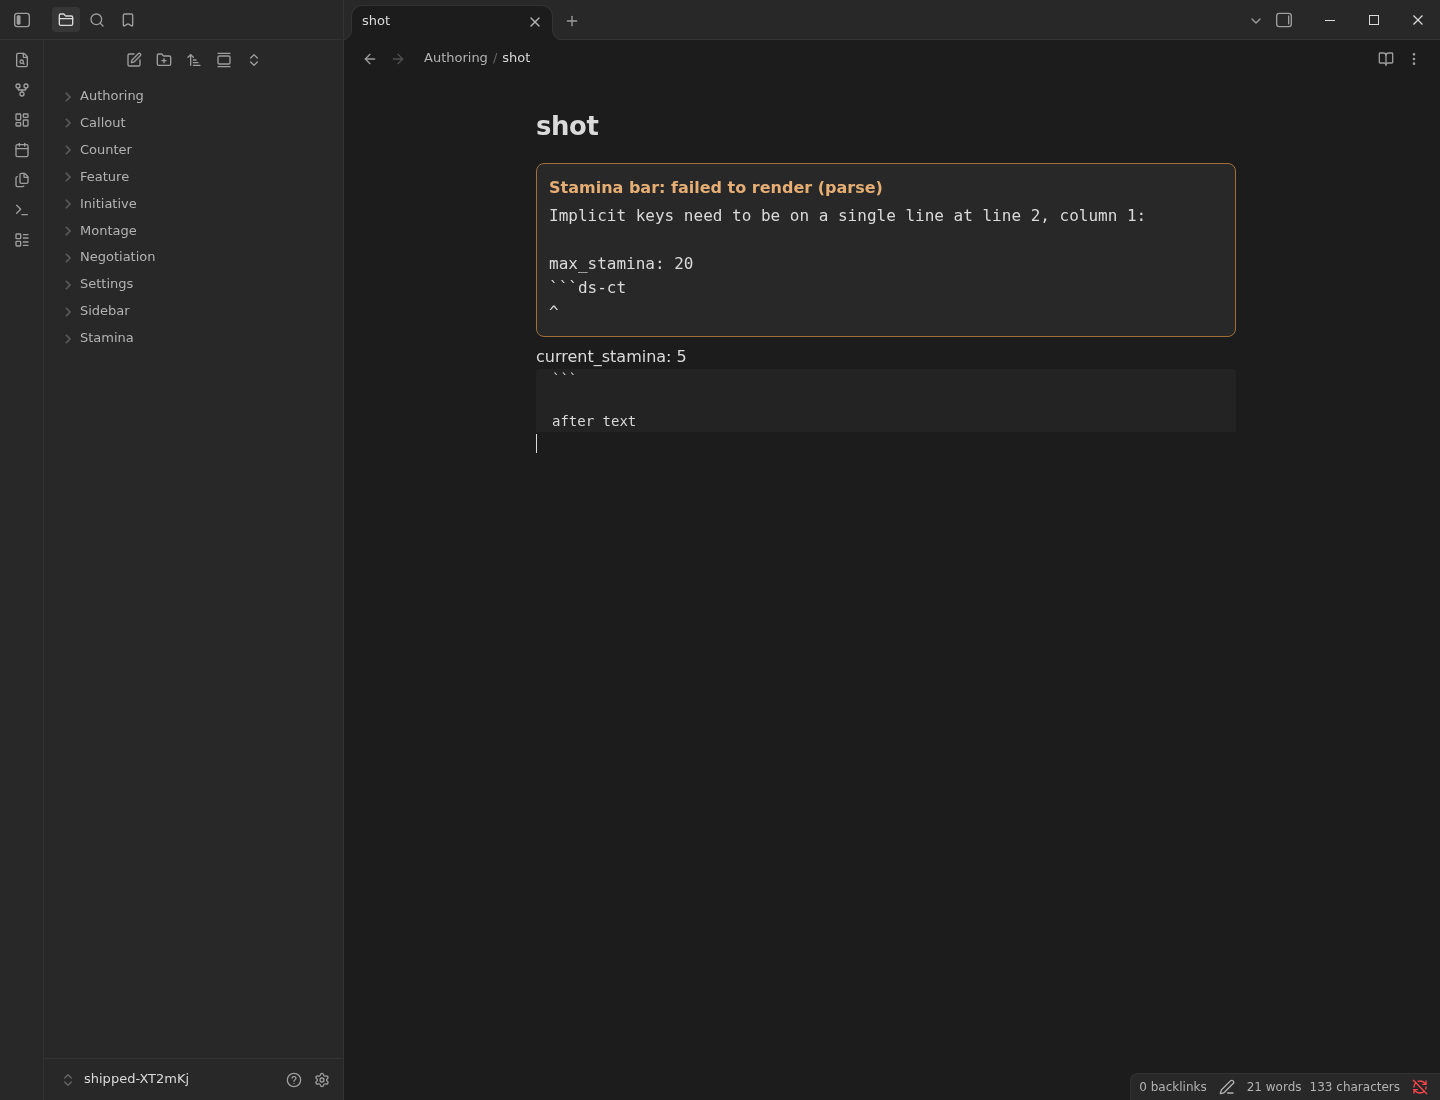 shot
Authoring / shot
Authoring
Callout
Counter
Feature
Initiative
Montage
Negotiation
Settings
Sidebar
Stamina
shot
Stamina bar: failed to render (parse)
Implicit keys need to be on a single line at line 2, column 1:
max_stamina: 20
```ds-ct
^
current_stamina: 5
```
after text
shipped-XT2mKj
0 backlinks
21 words 133 characters